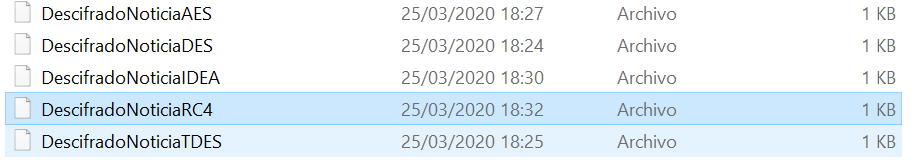 DescifradoNoticiaAES 25/03/2020 18:27 Archivo 1 KB
DescifradoNoticiaDES 25/03/2020 18:24 Archivo 1 KB
DescifradoNoticiaIDEA 25/03/2020 18:30 Archivo 1 KB
DescifradoNoticiaRC4 25/03/2020 18:32 Archivo 1 KB
DescifradoNoticiaTDES 25/03/2020 18:25 Archivo 1 KB